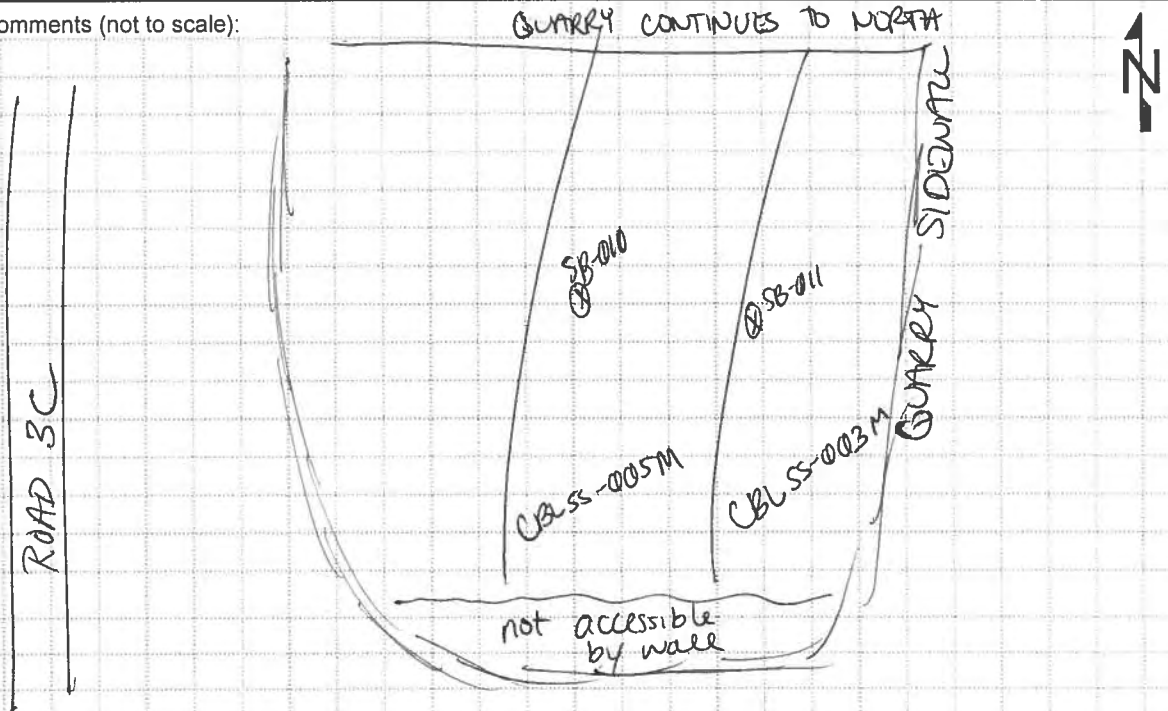 omments (not to scale):
QUARRY CONTINUES TO NORTH
N
QUARRY SIDEWALL
SB-010
SB-011
ROAD 3C
CBLSS-005M
CBLSS-003M
not accessible
by wall